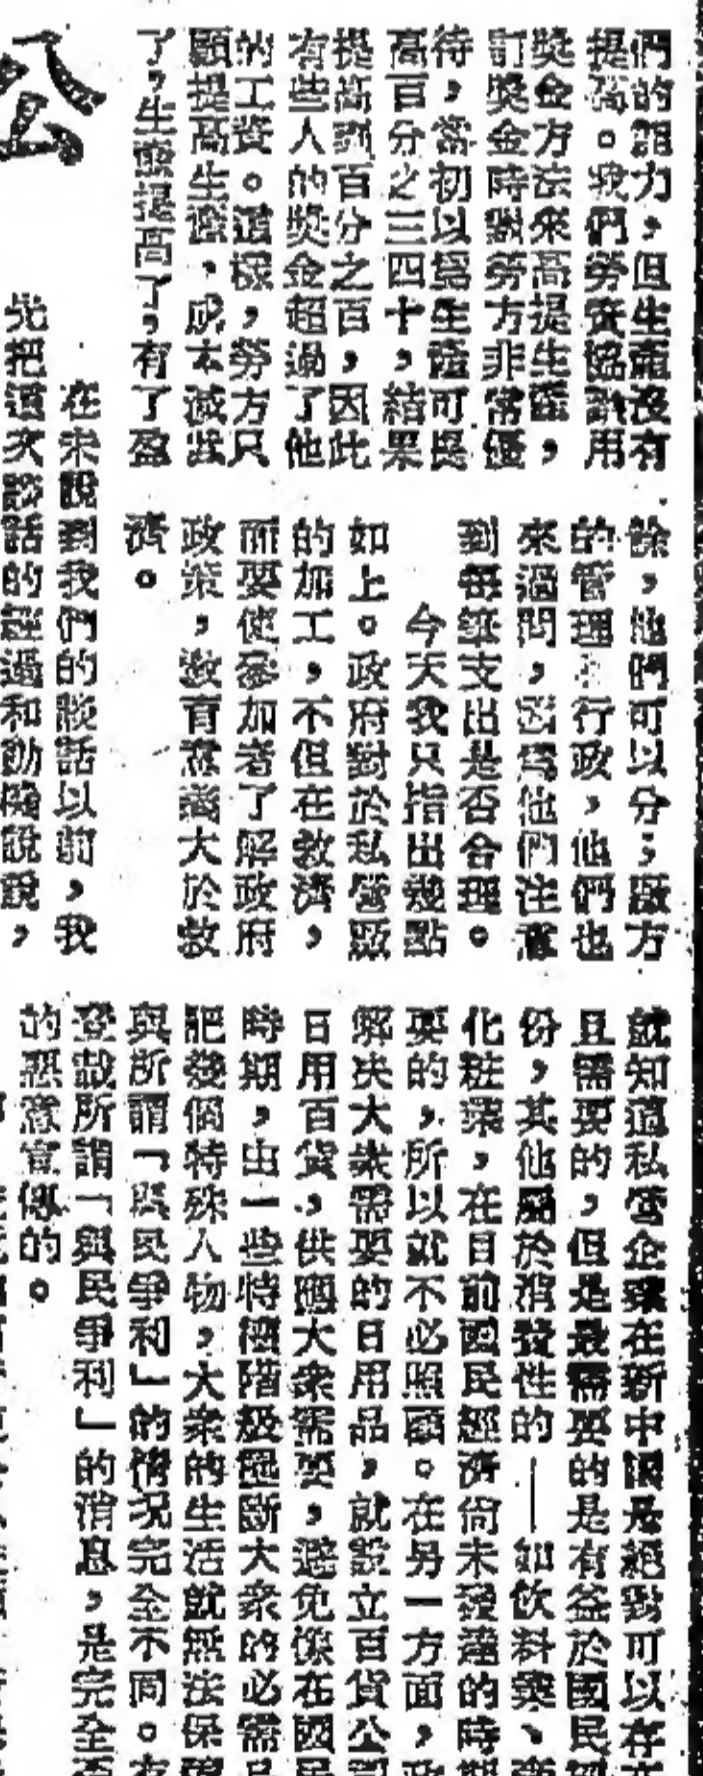 們的能力，但生產沒有
提高。我們勞資協議用
獎金方法來高提生產，
訂獎金時對勞方非常優
待，當初以爲生產可提
高百分之三四十，結果
提高到百分之百，因此
有些人的獎金超過了他
的工資。這樣，勞方只
顧提高生產，成本減低
了，生產提高了，有了盈
餘，他們可以分；廠方
的管理 行政，他們也
來過問，因爲他們注意
到每筆支出是否合理。
今天我只指出幾點
如上。政府對於私營廠
的加工，不但在救濟，
而要使參加者了解政府
政策，教育意義大於救
濟。
公
在未說到我們的談話以前，我
先把這次談話的經過和動機說說，
就知道私營企業在新中國是絕對可以存在
且需要的，但是最需要的是有益於國民
份，其他屬於消費性的——如飲料業、
化粧業，在目前國民經濟尚未發達的時期
要的，所以就不必照顧。在另一方面，政
解決大衆需要的日用品，就設立百貨公司
日用百貨，供應大衆需要，避免像在國民
時期，由一些特權階級壟斷大衆的必需品
肥幾個特殊人物，大衆的生活就無法保障
與所謂「與民爭利」的情況完全不同。
登載所謂「與民爭利」的消息，是完全
的惡意宣傳的。